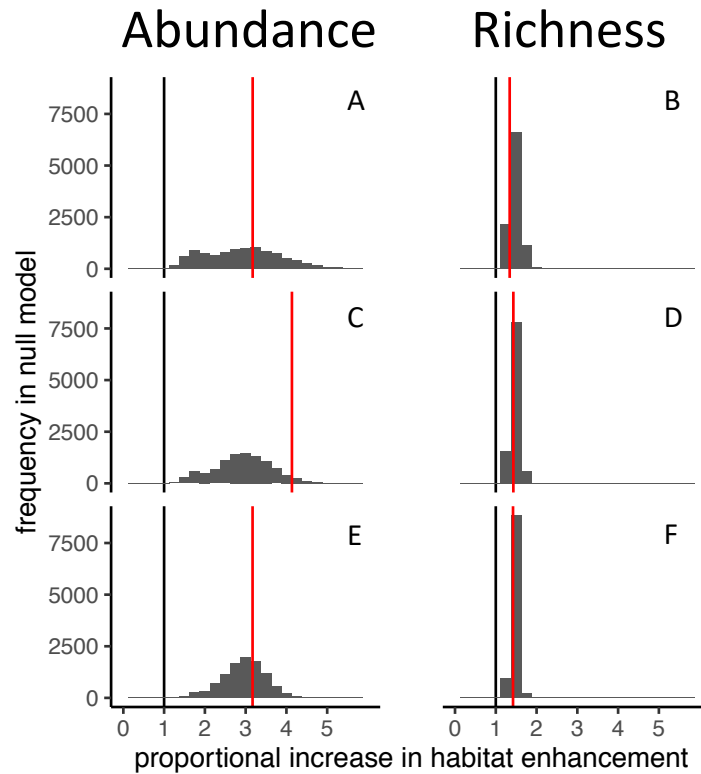 Abundance Richness
A B
7500 5000 2500 0
C D
7500 5000 2500 0
E F
7500 5000 2500 0
frequency in null model
0 1 2 3 4 5 0 1 2 3 4 5
proportional increase in habitat enhancement